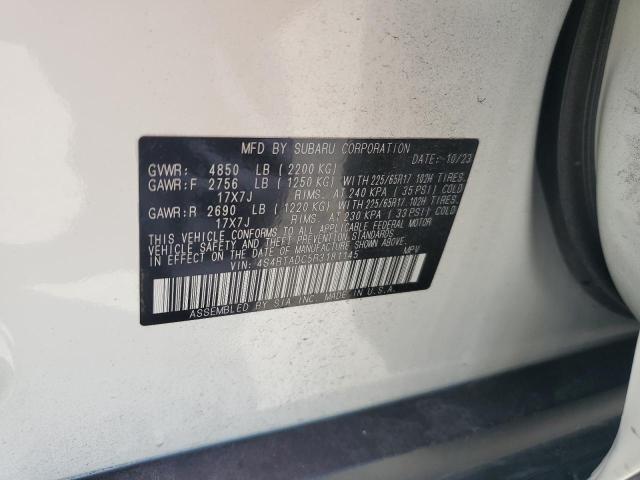 MFD BY SUBARU CORPORATION DATE: 10/23
GVWR: 4850 LB (2200 KG)
GAWR:F 2756 LB (1250 KG) WITH 225/65R17 102H TIRES.
17X7J RIMS. AT 240 KPA (35 PSI) COLD
GAWR:R 2690 LB (1220 KG) WITH 225/65R17 102H TIRES.
17X7J RIMS. AT 230 KPA (33 PSI) COLD
THIS VEHICLE CONFORMS TO ALL APPLICABLE FEDERAL MOTOR
VEHICLE SAFETY AND THEFT PREVENTION STANDARDS
IN EFFECT ON THE DATE OF MANUFACTURE SHOWN ABOVE.
VIN: 4S4BTADC5R3181145 MPV
ASSEMBLED BY SIA INC. MADE IN U.S.A.